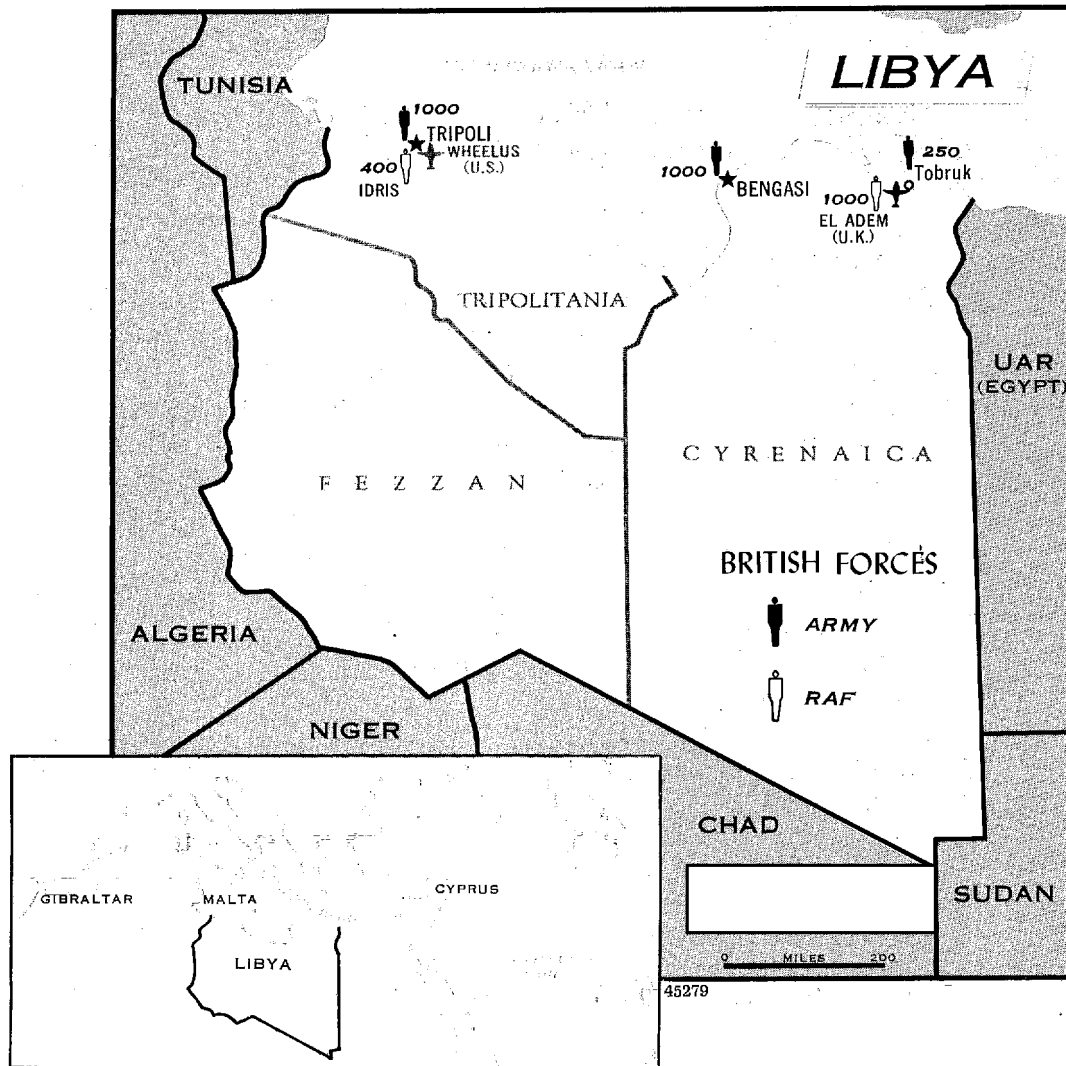 LIBYA
TUNISIA
1000
TRIPOLI
WHEELUS
(U.S.)
400
IDRIS
1000
BENGASI
250
Tobruk
1000
EL ADEM
(U.K.)
TRIPOLITANIA
UAR
(EGYPT)
CYRENAICA
FEZZAN
BRITISH FORCES
ARMY
RAF
ALGERIA
NIGER
CHAD
SUDAN
0 MILES 200
45279
GIBRALTAR
MALTA
CYPRUS
LIBYA